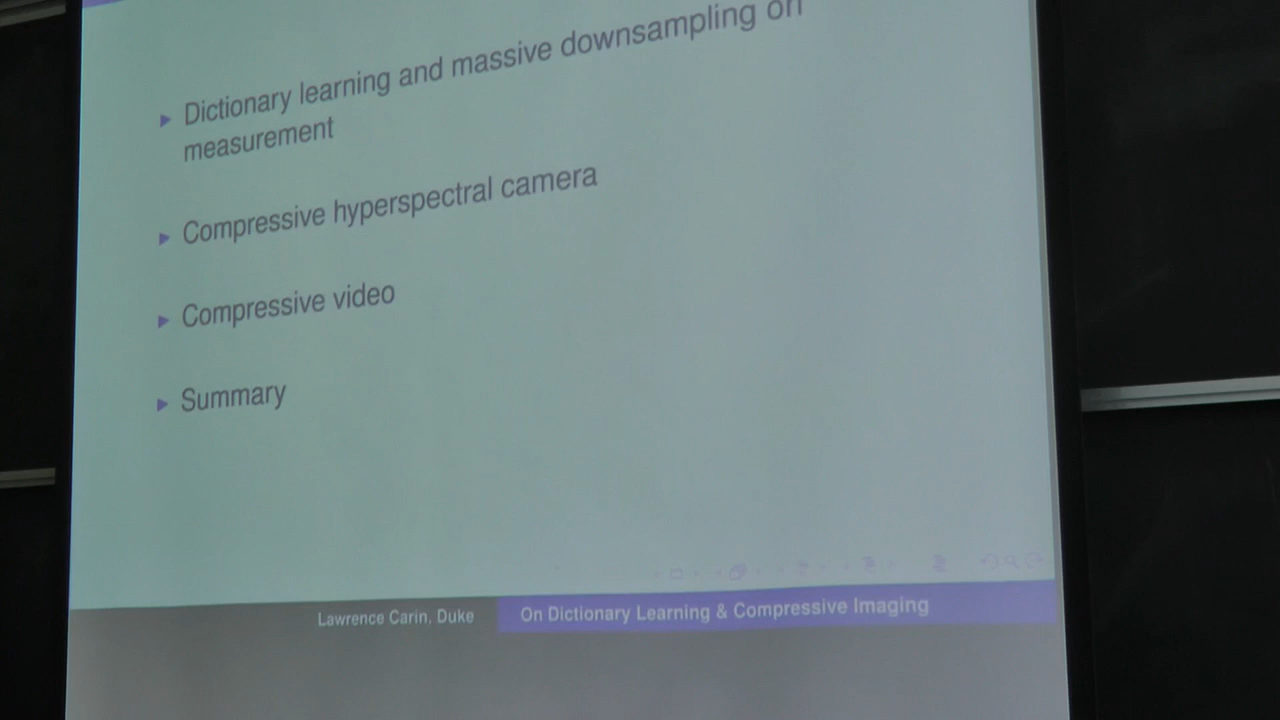 Dictionary learning and massive downsampling on
measurement
Compressive hyperspectral camera
Compressive video
Summary
Lawrence Carin, Duke
On Dictionary Learning & Compressive Imaging